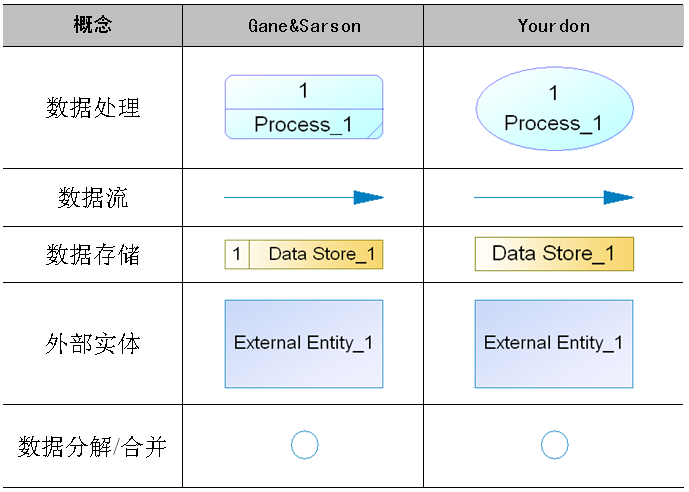 概念 Gane&Sarson Yourdon
数据处理
1
Process_1
1
Process_1
数据流
数据存储
1 Data Store_1
Data Store_1
外部实体
External Entity_1
External Entity_1
数据分解/合并